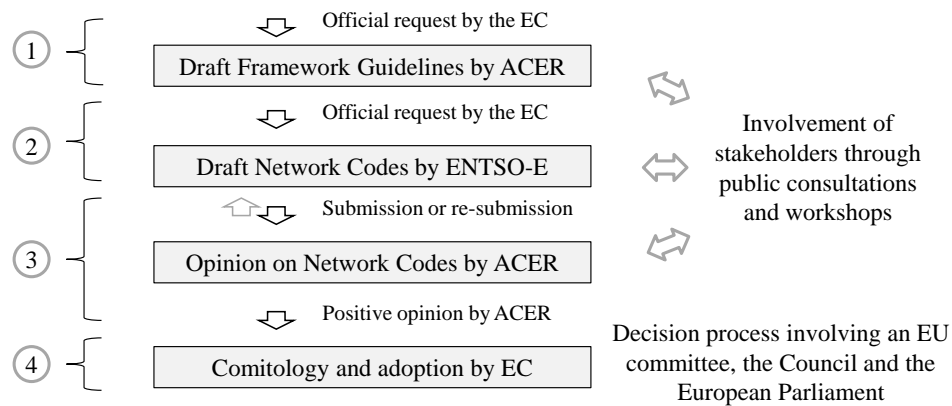 Official request by the EC
1
Draft Framework Guidelines by ACER
Official request by the EC
2
Draft Network Codes by ENTSO-E
Submission or re-submission
3
Opinion on Network Codes by ACER
Positive opinion by ACER
4
Comitology and adoption by EC
Involvement of
stakeholders through
public consultations
and workshops
Decision process involving an EU
committee, the Council and the
European Parliament